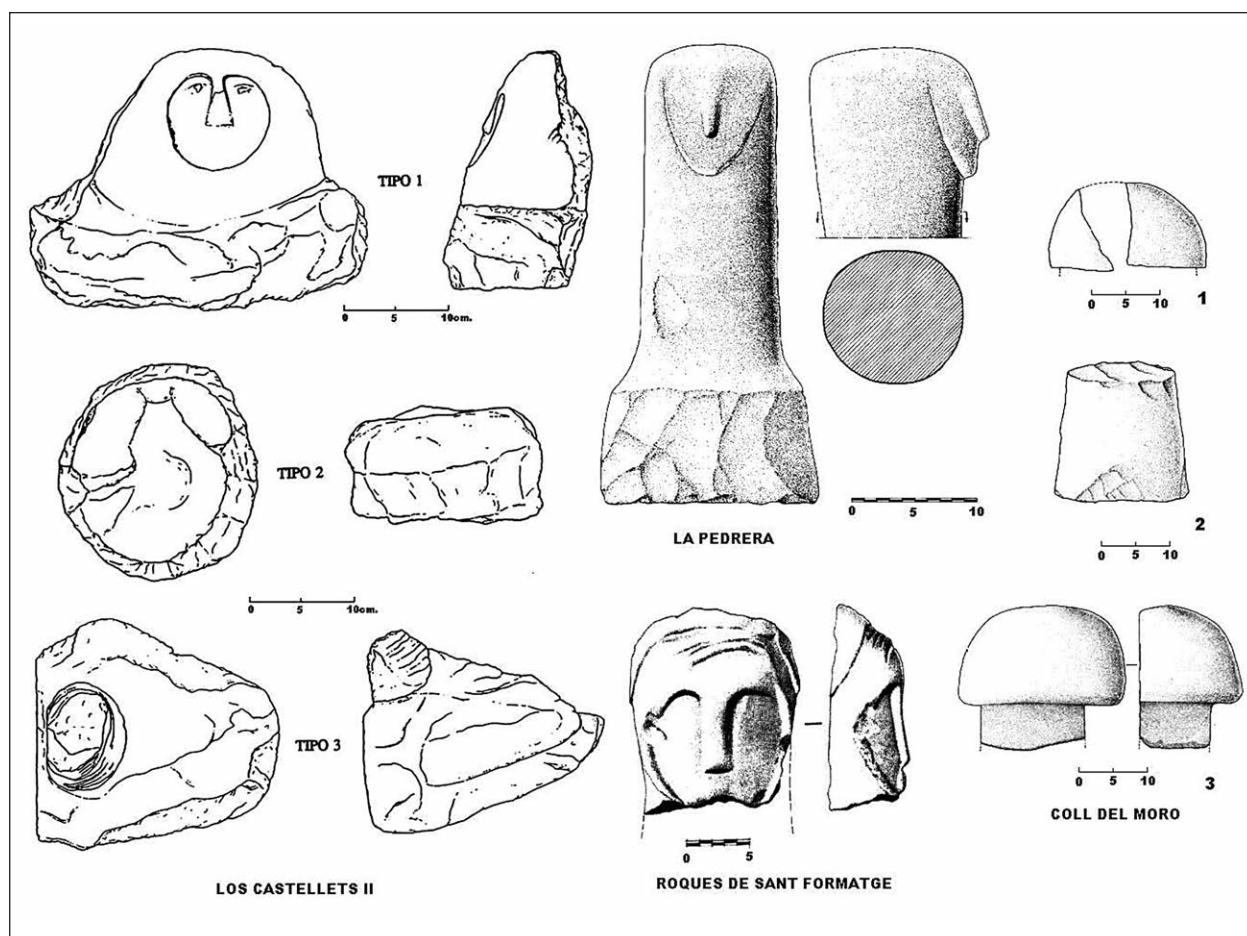 TIPO 1
0 5 10cm.
TIPO 2
0 5 10cm.
TIPO 3
LOS CASTELLETS II
0 10
LA PEDRERA
0 5
ROQUES DE SANT FORMATGE
0 5 10
1
2
0 5 10
0 5 10
3
COLL DEL MORO